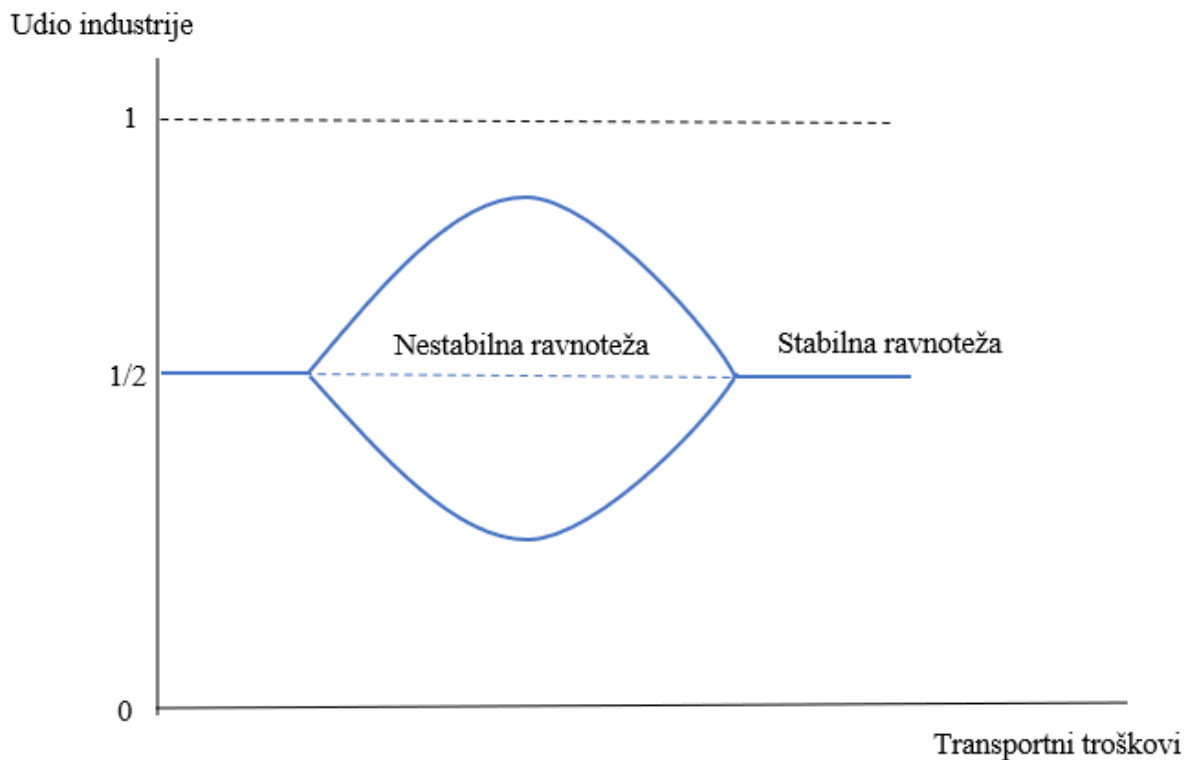 Udio industrije
1
Nestabilna ravnoteža
Stabilna ravnoteža
1/2
0
Transportni troškovi